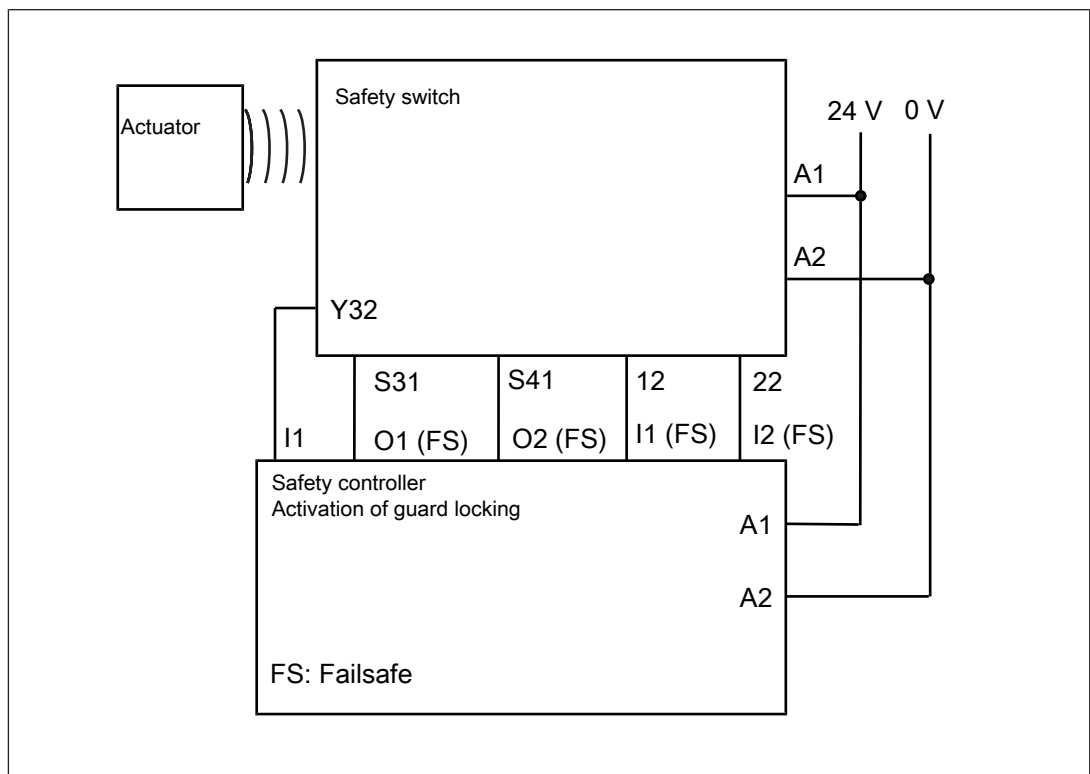 Actuator
Safety switch
24 V
0 V
A1
A2
Y32
S31
S41
12
22
I1
O1 (FS)
O2 (FS)
I1 (FS)
I2 (FS)
Safety controller
Activation of guard locking
A1
A2
FS: Failsafe